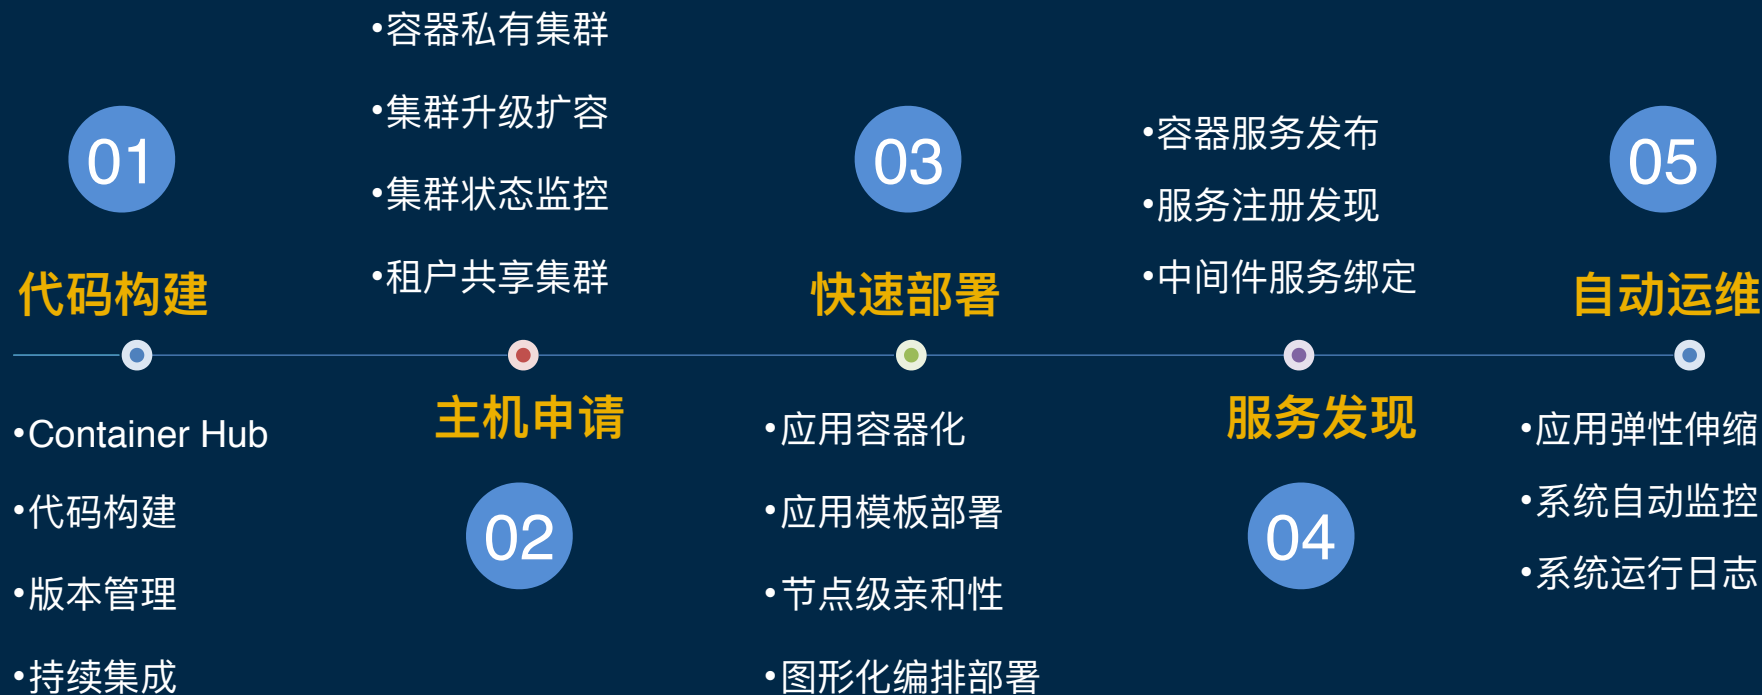 01
代码构建
•Container Hub
•代码构建
•版本管理
•持续集成
•容器私有集群
•集群升级扩容
•集群状态监控
•租户共享集群
主机申请
02
03
快速部署
•应用容器化
•应用模板部署
•节点级亲和性
•图形化编排部署
•容器服务发布
•服务注册发现
•中间件服务绑定
服务发现
04
05
自动运维
•应用弹性伸缩
•系统自动监控
•系统运行日志